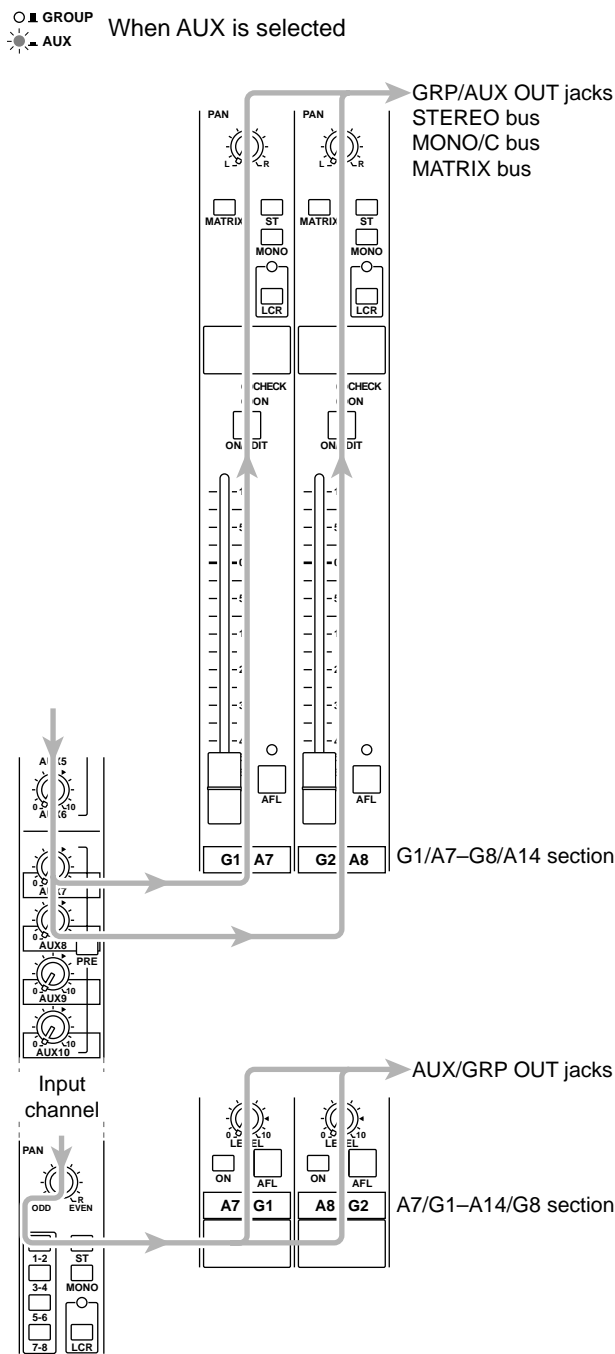 GROUP
AUX
When AUX is selected
GRP/AUX OUT jacks
STEREO bus
MONO/C bus
MATRIX bus
PAN
PAN
L R
L R
MATRIX ST
MATRIX ST
MONO
MONO
LCR
LCR
CHECK
CHECK
ON
ON
AFL
AFL
G1 A7
G2 A8
G1/A7–G8/A14 section
AUX5
0 10
AUX6
0
AUX7
0
AUX8
PRE
0 10
AUX9
0 10
AUX10
Input
channel
AUX/GRP OUT jacks
0 10
0 10
ON AFL
ON AFL
A7 G1
A8 G2
A7/G1–A14/G8 section
PAN
R
ODD EVEN
1-2 ST
3-4 MONO
5-6
7-8 LCR